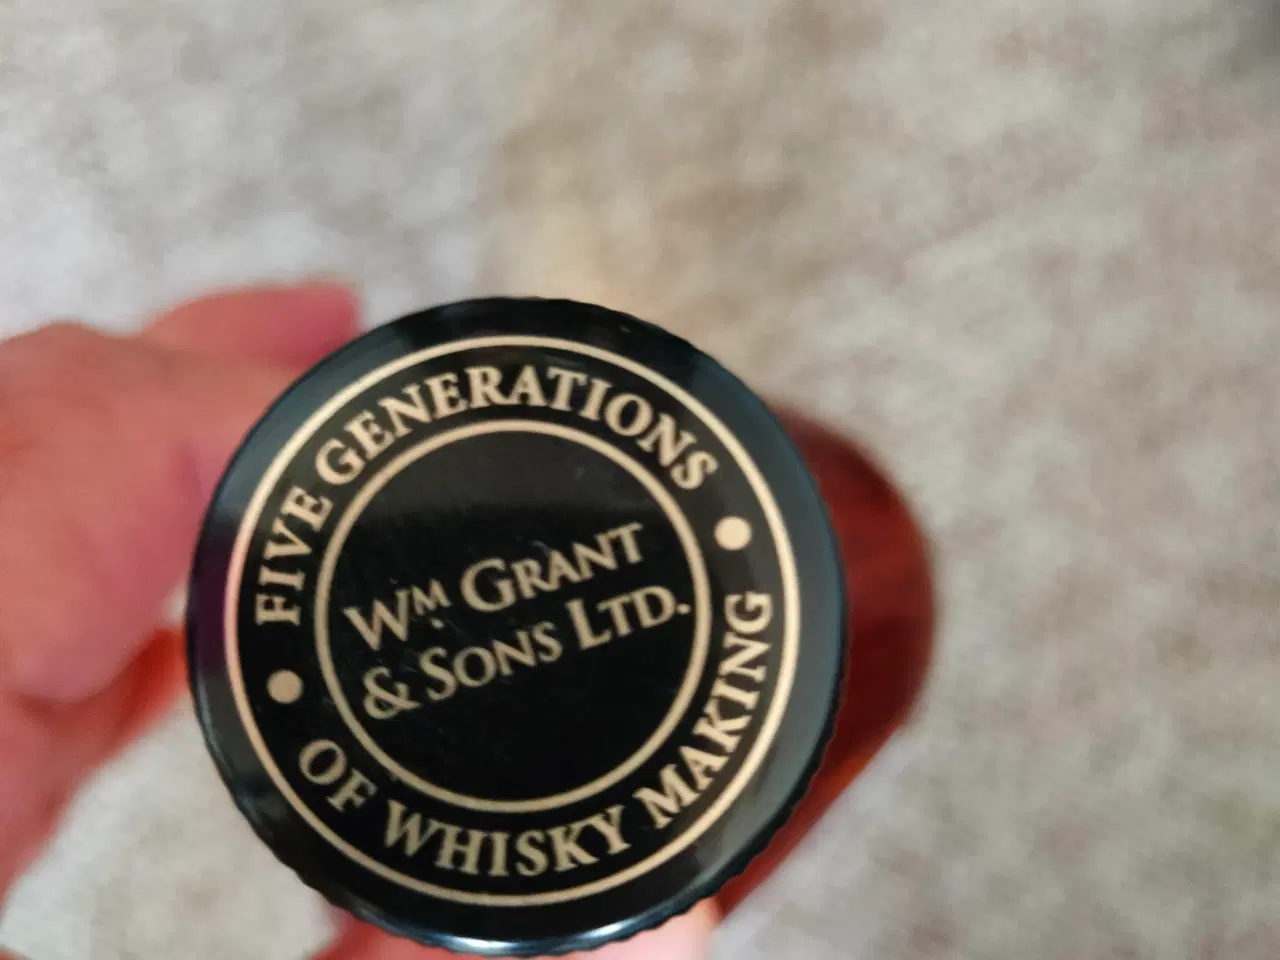 FIVE GENERATIONS
WM GRANT
& SONS LTD.
OF WHISKY MAKING